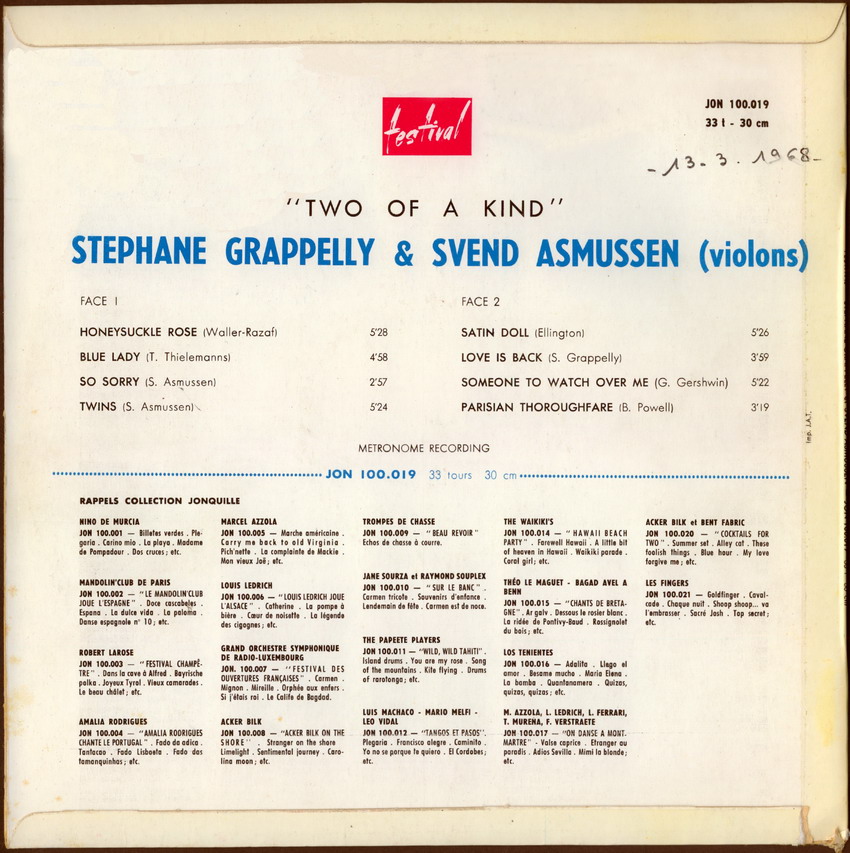 festival
JON 100.019
33 t - 30 cm
- 13 - 3 . 1968 -
"TWO OF A KIND"
STEPHANE GRAPPELLY & SVEND ASMUSSEN (violons)
FACE 1
HONEYSUCKLE ROSE (Waller-Razaf) 5'28
BLUE LADY (T. Thielemanns) 4'58
SO SORRY (S. Asmussen) 2'57
TWINS (S. Asmussen) 5'24
FACE 2
SATIN DOLL (Ellington) 5'26
LOVE IS BACK (S. Grappelly) 3'59
SOMEONE TO WATCH OVER ME (G. Gershwin) 5'22
PARISIAN THOROUGHFARE (B. Powell) 3'19
Imp. J.A.T.
METRONOME RECORDING
JON 100.019 33 tours 30 cm
RAPPELS COLLECTION JONQUILLE
NINO DE MURCIA
JON 100.001 — Billetes verdes . Ple-
garia . Carino mio . La playa . Madame
de Pompadour . Dos cruces ; etc.
MANDOLIN'CLUB DE PARIS
JON 100.002 — "LE MANDOLIN'CLUB
JOUE L'ESPAGNE" . Doce cascabeles .
Espana . La dulce vida . La paloma .
Danse espagnole n° 10 ; etc.
ROBERT LAROSE
JON 100.003 — "FESTIVAL CHAMPÊ-
TRE" . Dans la cave à Alfred . Bayrische
polka . Joyeux Tyrol . Vieux camarades .
Le beau châlet ; etc.
AMALIA RODRIGUES
JON 100.004 — "AMALIA RODRIGUES
CHANTE LE PORTUGAL" . Fado da adica .
Tantacao . Fado Lisboeta . Fado das
tamanquinhas ; etc.
MARCEL AZZOLA
JON 100.005 — Marche américaine .
Carry me back to old Virginia .
Pich'nette . La complainte de Mackie .
Mon vieux Joë ; etc.
LOUIS LEDRICH
JON 100.006 — "LOUIS LEDRICH JOUE
L'ALSACE" . Catherine . La pompe à
bière . Cœur de noisette . La légende
des cigognes ; etc.
GRAND ORCHESTRE SYMPHONIQUE
DE RADIO-LUXEMBOURG
JON. 100.007 — "FESTIVAL DES
OUVERTURES FRANÇAISES" . Carmen .
Mignon . Mireille . Orphée aux enfers .
Si j'étais roi . Le Calife de Bagdad.
ACKER BILK
JON 100.008 — "ACKER BILK ON THE
SHORE" . Stranger on the shore
Limelight . Sentimental journey . Caro-
lina moon ; etc.
TROMPES DE CHASSE
JON 100.009 — "BEAU REVOIR"
Echos de chasse à courre.
JANE SOURZA et RAYMOND SOUPLEX
JON 100.010 — "SUR LE BANC" .
Carmen tricote . Souvenirs d'enfance .
Lendemain de fête . Carmen est de noce.
THE PAPEETE PLAYERS
JON 100.011 — "WILD, WILD TAHITI" .
Island drums . You are my rose . Song
of the mountains . Kite flying . Drums
of rarotonga ; etc.
LUIS MACHACO - MARIO MELFI -
LEO VIDAL
JON 100.012 — "TANGOS ET PASOS".
Plegaria . Francisco alegre . Caminito .
Yo no se porque te quiero . El Cordobes ;
etc.
THE WAIKIKI'S
JON 100.014 — "HAWAII BEACH
PARTY" . Farewell Hawaii . A little bit
of heaven in Hawaii . Waikiki parade .
Coral girl ; etc.
THÉO LE MAGUET - BAGAD AVEL A
BENN
JON 100.015 — "CHANTS DE BRETA-
GNE" . Ar galv . Dessous le rosier blanc .
La ridée de Pontivy-Baud . Rossignolet
du bois ; etc.
LOS TENIENTES
JON 100.016 — Adalita . Llego el
amor . Besame mucho . Maria Elena .
La bamba . Quantanamera . Quizas,
quizas, quizas ; etc.
M. AZZOLA, L. LEDRICH, L. FERRARI,
T. MURENA, F. VERSTRAETE
JON 100.017 — "ON DANSE A MONT-
MARTRE" - Valse caprice . Etranger au
paradis . Adios Sevilla . Mimi la blonde ;
etc.
ACKER BILK et BENT FABRIC
JON 100.020 — "COCKTAILS FOR
TWO" . Summer set . Alley cat . These
foolish things . Blue hour . My love
forgive me ; etc.
LES FINGERS
JON 100.021 — Goldfinger . Caval-
cade . Chaque nuit . Shoop shoop... va
l'embrasser . Sacré Josh . Top secret ;
etc.